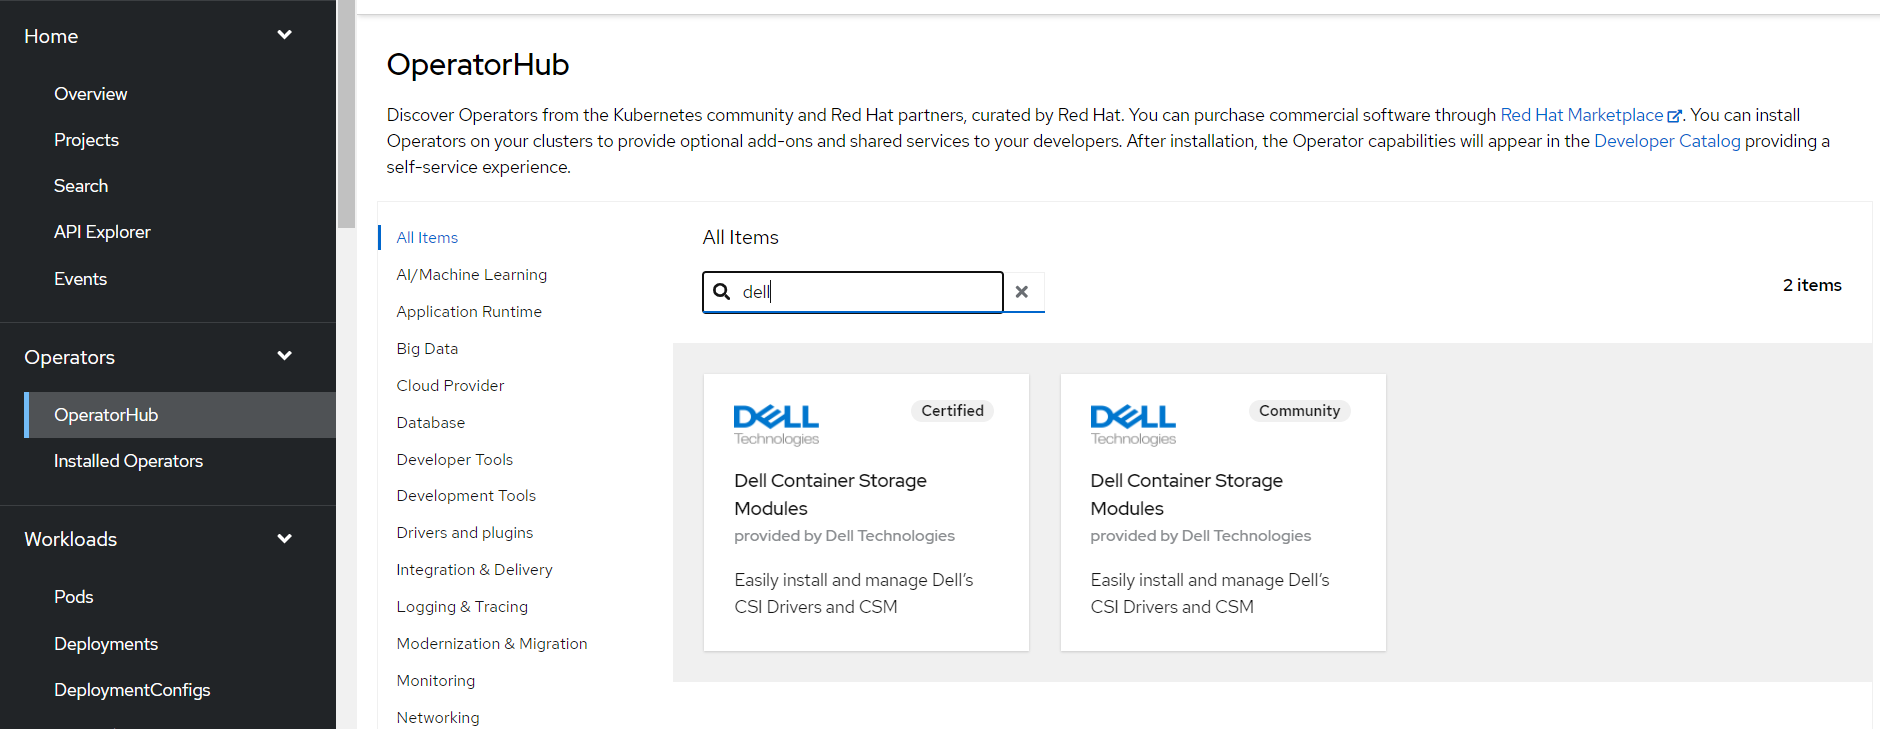 Home
Overview
Projects
Search
API Explorer
Events
Operators
OperatorHub
Installed Operators
Workloads
Pods
Deployments
DeploymentConfigs
OperatorHub
Discover Operators from the Kubernetes community and Red Hat partners, curated by Red Hat. You can purchase commercial software through Red Hat Marketplace. You can install
Operators on your clusters to provide optional add-ons and shared services to your developers. After installation, the Operator capabilities will appear in the Developer Catalog providing a
self-service experience.
All Items
AI/Machine Learning
Application Runtime
Big Data
Cloud Provider
Database
Developer Tools
Development Tools
Drivers and plugins
Integration & Delivery
Logging & Tracing
Modernization & Migration
Monitoring
Networking
All Items
dell
2 items
DELL
Technologies
Certified
Dell Container Storage
Modules
provided by Dell Technologies
Easily install and manage Dell's
CSI Drivers and CSM
DELL
Technologies
Community
Dell Container Storage
Modules
provided by Dell Technologies
Easily install and manage Dell's
CSI Drivers and CSM